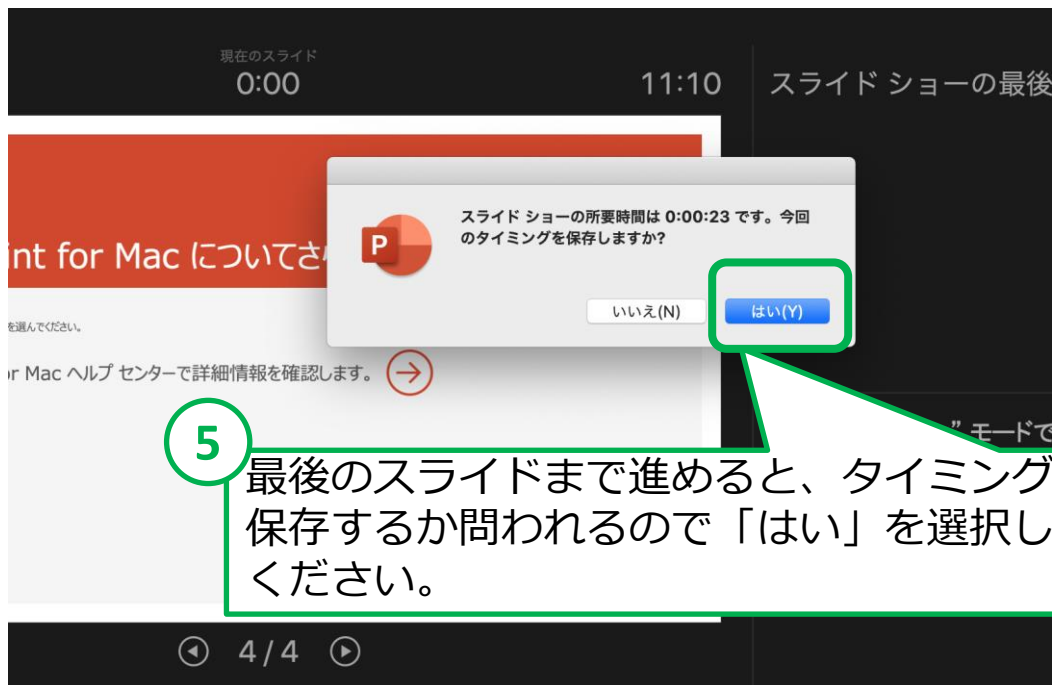 現在のスライド
0:00
11:10
スライド ショーの最後
スライド ショーの所要時間は 0:00:23 です。今回
のタイミングを保存しますか?
P
int for Mac についてさ
いいえ(N)
はい(Y)
を選んでください。
or Mac ヘルプ センターで詳細情報を確認します。
” モードで
5
最後のスライドまで進めると、タイミング
保存するか問われるので「はい」を選択し
ください。
4/4